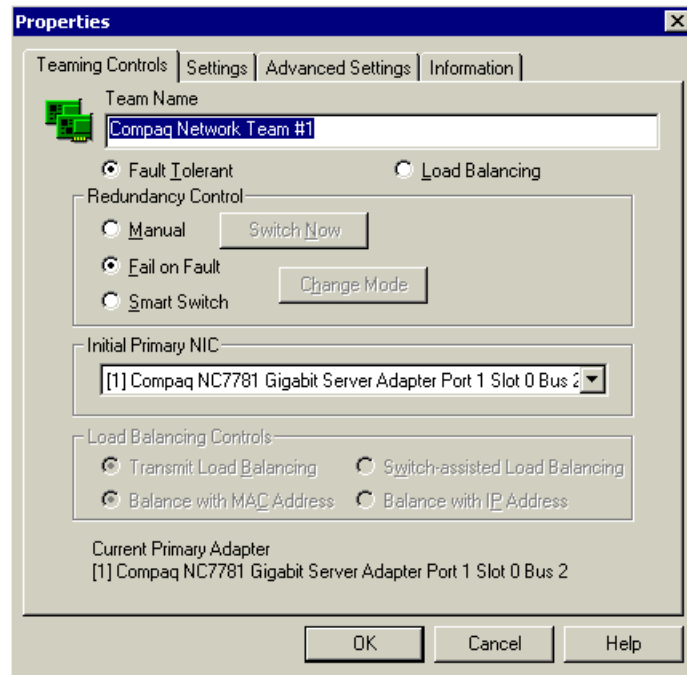 Properties
Teaming Controls Settings Advanced Settings Information
Team Name
Compaq Network Team #1
Fault Tolerant Load Balancing
Redundancy Control
Manual Switch Now
Fail on Fault
Change Mode
Smart Switch
Initial Primary NIC
[1] Compaq NC7781 Gigabit Server Adapter Port 1 Slot 0 Bus 2
Load Balancing Controls
Transmit Load Balancing Switch-assisted Load Balancing
Balance with MAC Address Balance with IP Address
Current Primary Adapter
[1] Compaq NC7781 Gigabit Server Adapter Port 1 Slot 0 Bus 2
OK Cancel Help